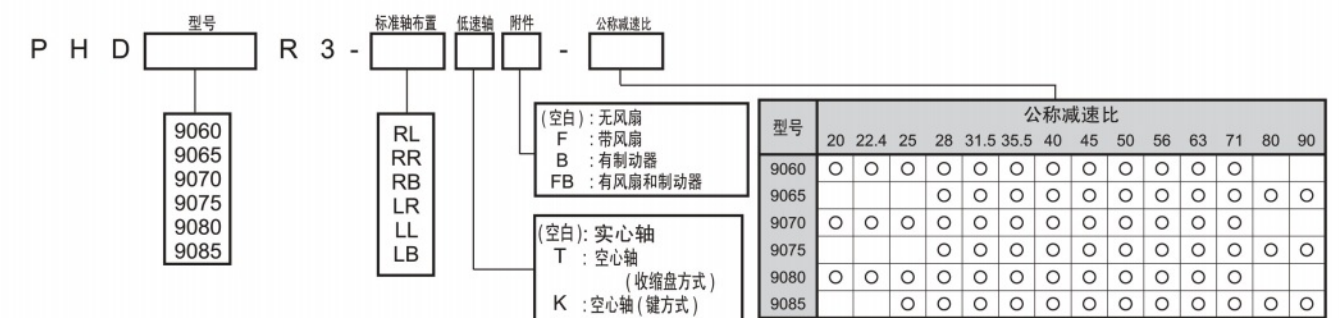 型号 标准轴布置 低速轴 附件 公称减速比
P H D R 3 - -
9060
9065
9070
9075
9080
9085
RL
RR
RB
LR
LL
LB
(空白) : 无风扇
F : 带风扇
B : 有制动器
FB : 有风扇和制动器
(空白): 实心轴
T : 空心轴
(收缩盘方式)
K : 空心轴(键方式)
型号 公称减速比
20 22.4 25 28 31.5 35.5 40 45 50 56 63 71 80 90
9060 ○ ○ ○ ○ ○ ○ ○ ○ ○ ○ ○ ○
9065 ○ ○ ○ ○ ○ ○ ○ ○ ○ ○ ○
9070 ○ ○ ○ ○ ○ ○ ○ ○ ○ ○ ○ ○
9075 ○ ○ ○ ○ ○ ○ ○ ○ ○ ○ ○
9080 ○ ○ ○ ○ ○ ○ ○ ○ ○ ○ ○ ○
9085 ○ ○ ○ ○ ○ ○ ○ ○ ○ ○ ○ ○